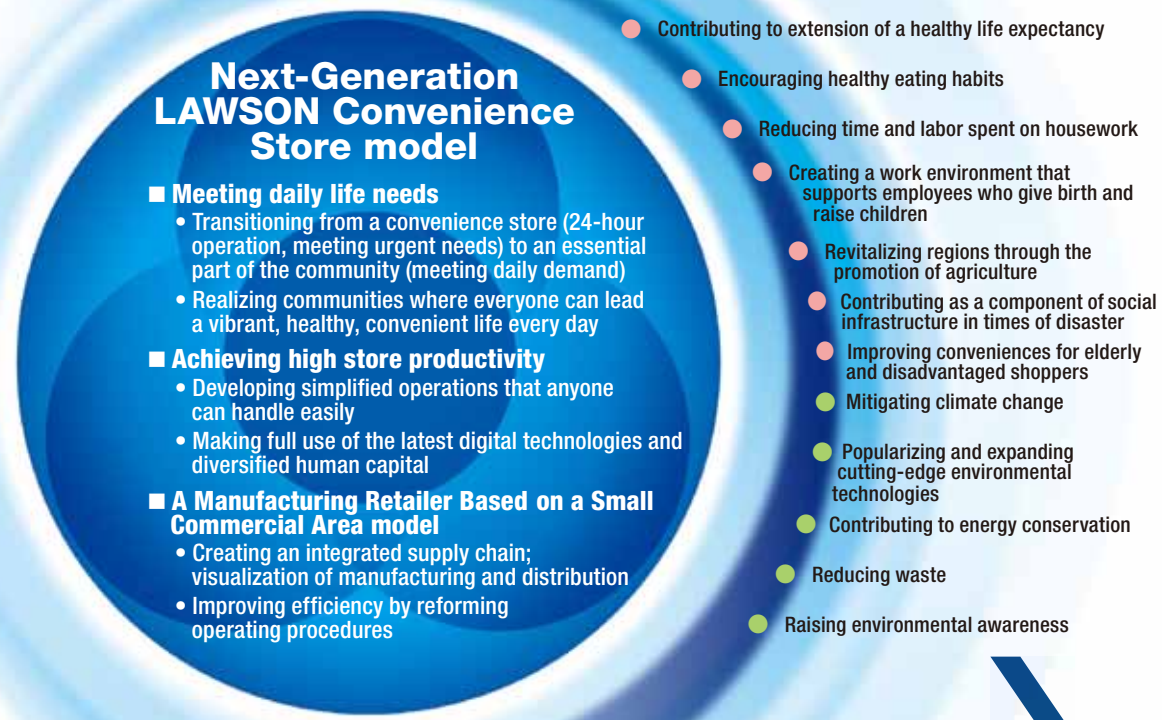 Next-Generation
LAWSON Convenience
Store model
■ Meeting daily life needs
• Transitioning from a convenience store (24-hour
operation, meeting urgent needs) to an essential
part of the community (meeting daily demand)
• Realizing communities where everyone can lead
a vibrant, healthy, convenient life every day
■ Achieving high store productivity
• Developing simplified operations that anyone
can handle easily
• Making full use of the latest digital technologies and
diversified human capital
■ A Manufacturing Retailer Based on a Small
Commercial Area model
• Creating an integrated supply chain;
visualization of manufacturing and distribution
• Improving efficiency by reforming
operating procedures
Contributing to extension of a healthy life expectancy
Encouraging healthy eating habits
Reducing time and labor spent on housework
Creating a work environment that
supports employees who give birth and
raise children
Revitalizing regions through the
promotion of agriculture
Contributing as a component of social
infrastructure in times of disaster
Improving conveniences for elderly
and disadvantaged shoppers
Mitigating climate change
Popularizing and expanding
cutting-edge environmental
technologies
Contributing to energy conservation
Reducing waste
Raising environmental awareness